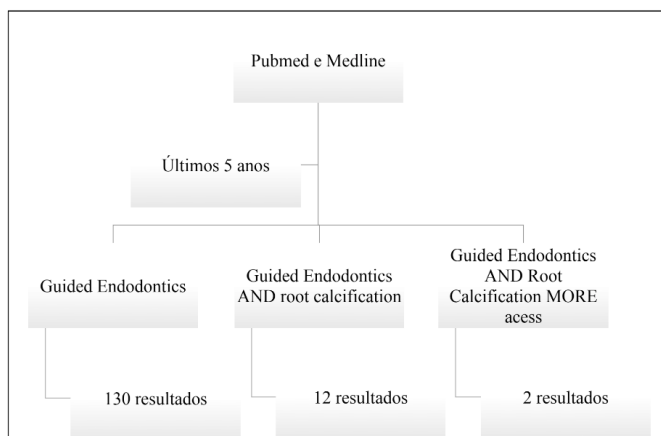 Pubmed e Medline
Últimos 5 anos
Guided Endodontics
Guided Endodontics
AND root calcification
Guided Endodontics
AND Root
Calcification MORE
acess
130 resultados
12 resultados
2 resultados